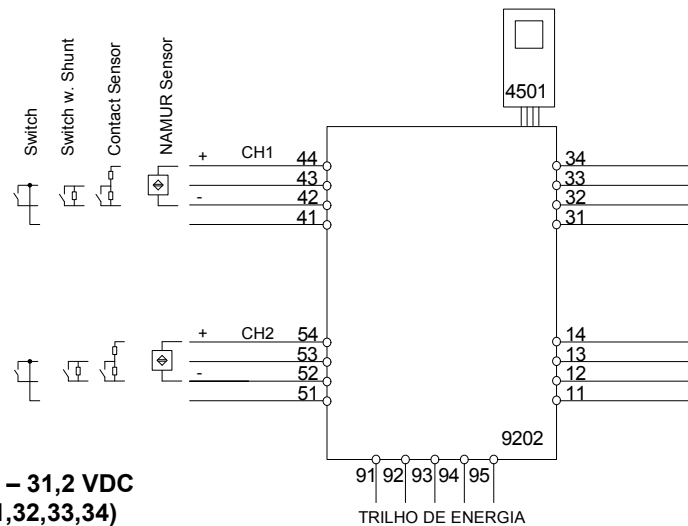 4501
Switch
Switch w. Shunt
Contact Sensor
NAMUR Sensor
+ CH1 44
43
- 42
41
34
33
32
31
+ CH2 54
53
- 52
51
14
13
12
11
9202
91 92 93 94 95
TRILHO DE ENERGIA
– 31,2 VDC
,32,33,34)